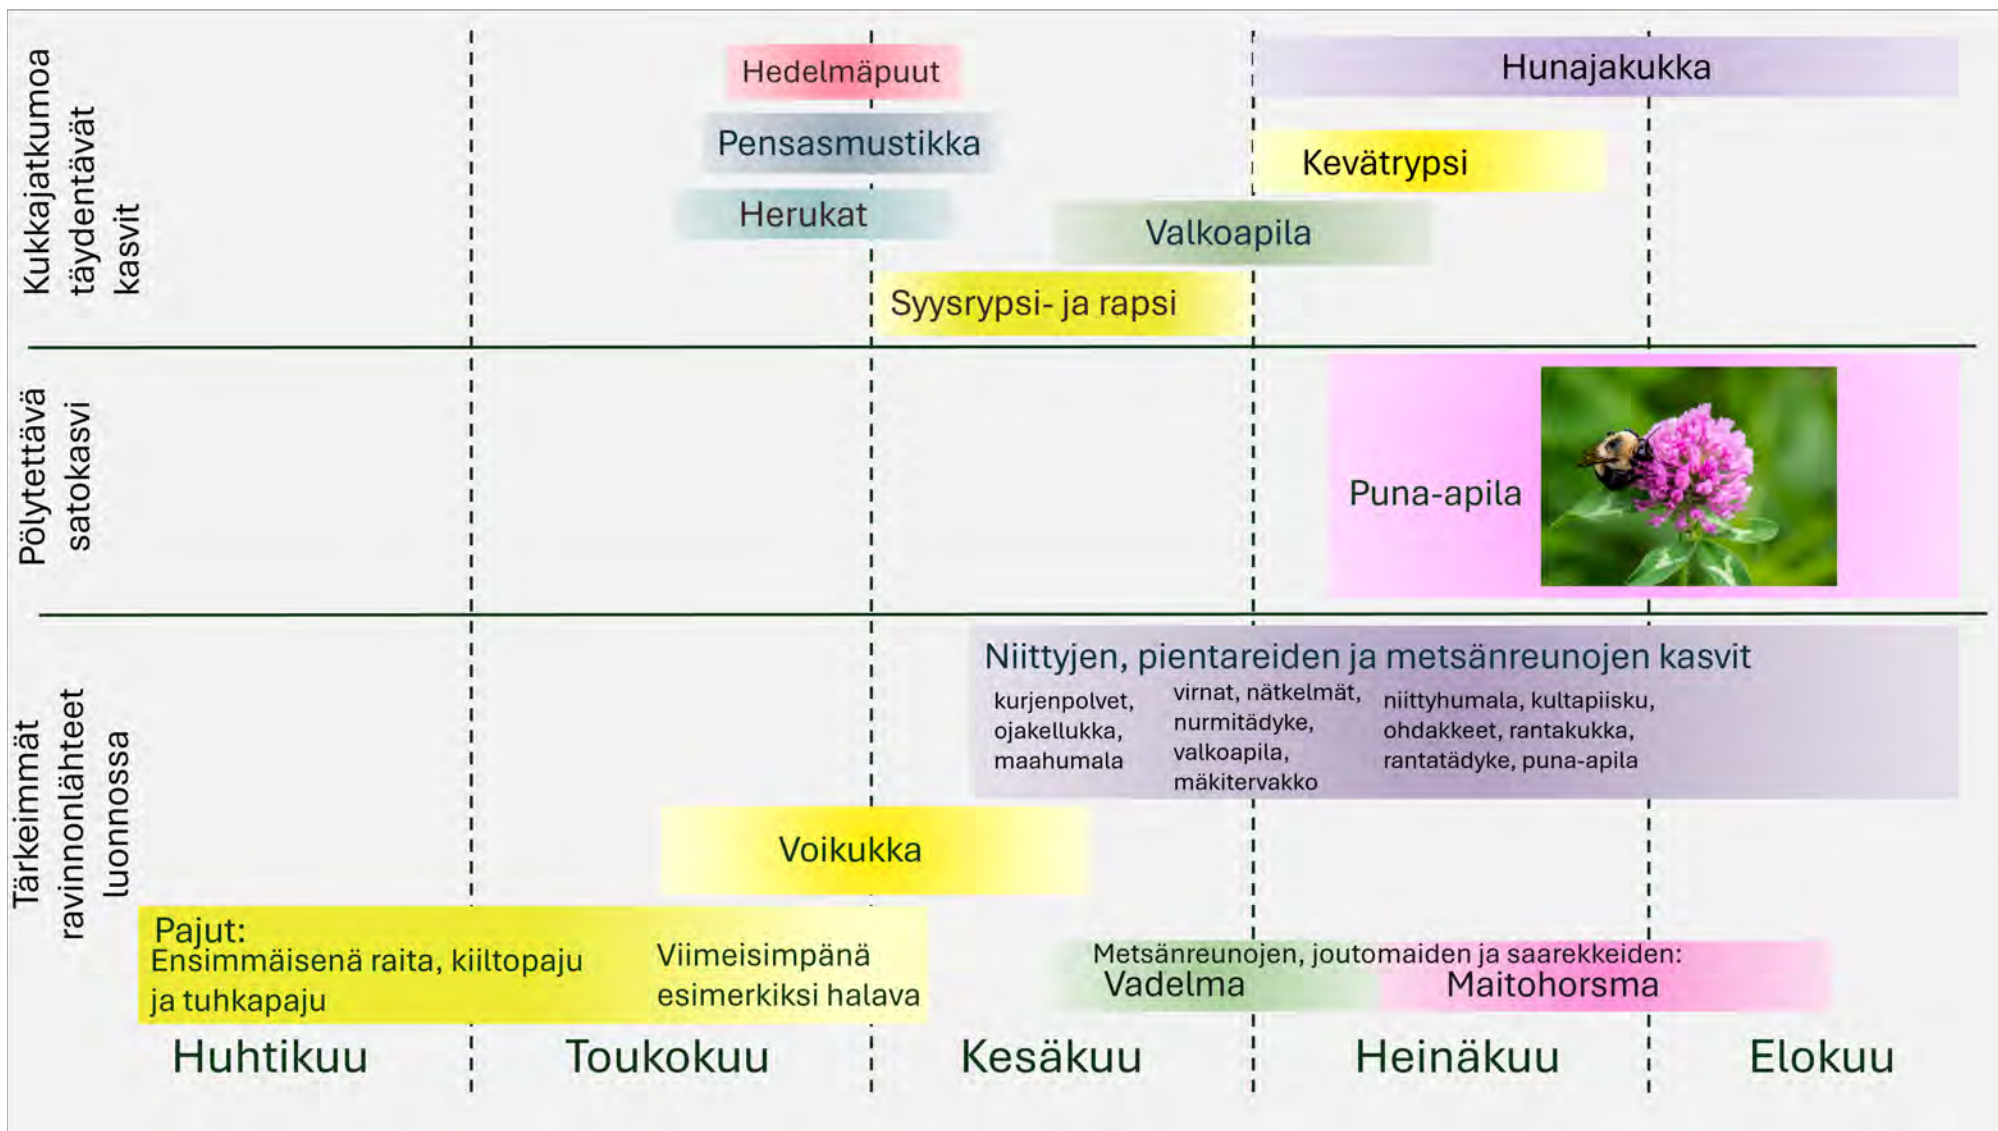 Kukkajatkumoa
täydentävät
kasvit
Hedelmäpuut
Hunajakukka
Pensasmustikka
Kevätrypsi
Herukat
Valkoapila
Syysrypsi- ja rapsi
Pölytettävä
satokasvi
Puna-apila
Tärkeimmät
ravinnonlähteet
luonnossa
Niittyjen, pientareiden ja metsänreunojen kasvit
kurjenpolvet,
ojakellukka,
maahumala
virnat, nätkelmät,
nurmitädyke,
valkoapila,
mäkitervakko
niittyhumala, kultapiisku,
ohdakkeet, rantakukka,
rantatädyke, puna-apila
Voikukka
Pajut:
Ensimmäisenä raita, kiiltopaju
ja tuhkapaju
Viimeisimpänä
esimerkiksi halava
Metsänreunojen, joutomaiden ja saarekkeiden:
Vadelma
Maitohorsma
Huhtikuu
Toukokuu
Kesäkuu
Heinäkuu
Elokuu